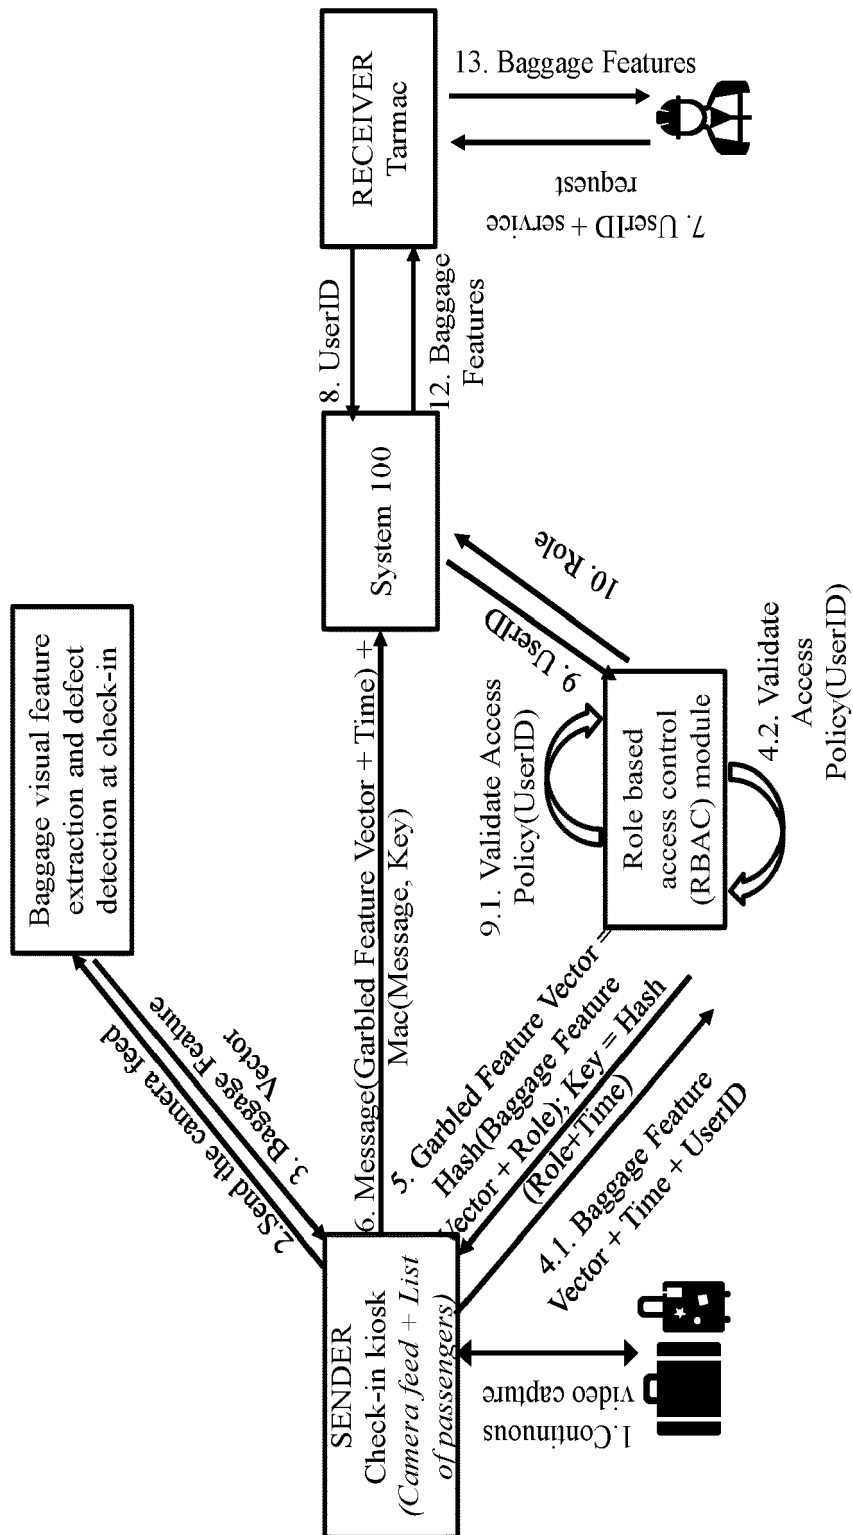 Baggage visual feature
extraction and defect
detection at check-in
2.Send the camera feed
3. Baggage Feature
Vector
SENDER
Check-in kiosk
(Camera feed + List
of passengers)
1.Continuous
video capture
6. Message(Garbled Feature Vector + Time) +
Mac(Message, Key)
5. Garbled Feature Vector =
Hash(Baggage Feature
Vector + Role); Key = Hash
(Role+Time)
4.1. Baggage Feature
Vector + Time + UserID
Role based
access control
(RBAC) module
9.1. Validate Access
Policy(UserID)
4.2. Validate
Access
Policy(UserID)
9. UserID
10. Role
System 100
8. UserID
12. Baggage
Features
RECEIVER
Tarmac
7. UserID + service
request
13. Baggage Features